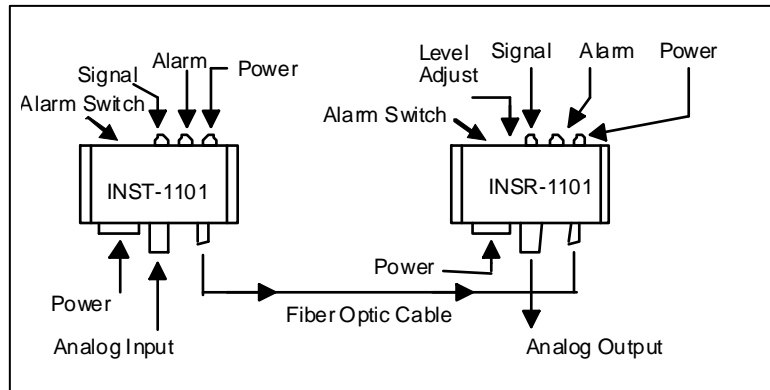 Signal
Alarm
Power
Alarm Switch
INST-1101
Power
Analog Input
Level
Adjust
Signal
Alarm
Power
Alarm Switch
INSR-1101
Power
Fiber Optic Cable
Analog Output